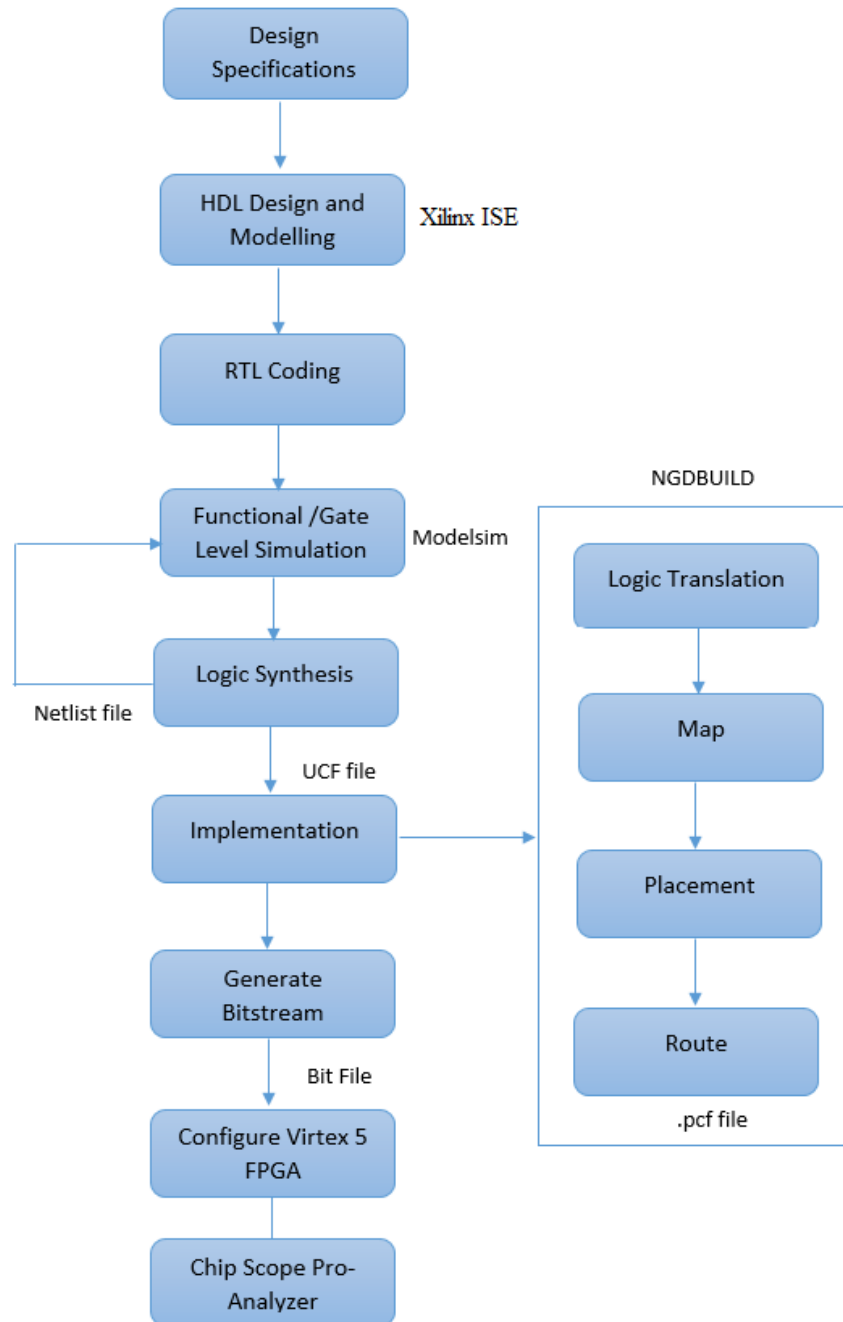 Design
Specifications
HDL Design and
Modelling
Xilinx ISE
RTL Coding
Functional /Gate
Level Simulation
Modelsim
Logic Synthesis
Netlist file
UCF file
Implementation
Generate
Bitstream
Bit File
Configure Virtex 5
FPGA
Chip Scope Pro-
Analyzer
NGDBUILD
Logic Translation
Map
Placement
Route
.pcf file